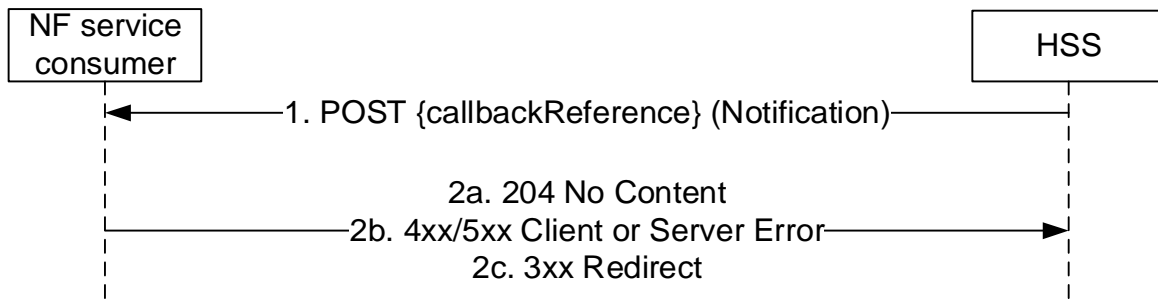 NF service
consumer
HSS
1. POST {callbackReference} (Notification)
2a. 204 No Content
2b. 4xx/5xx Client or Server Error
2c. 3xx Redirect